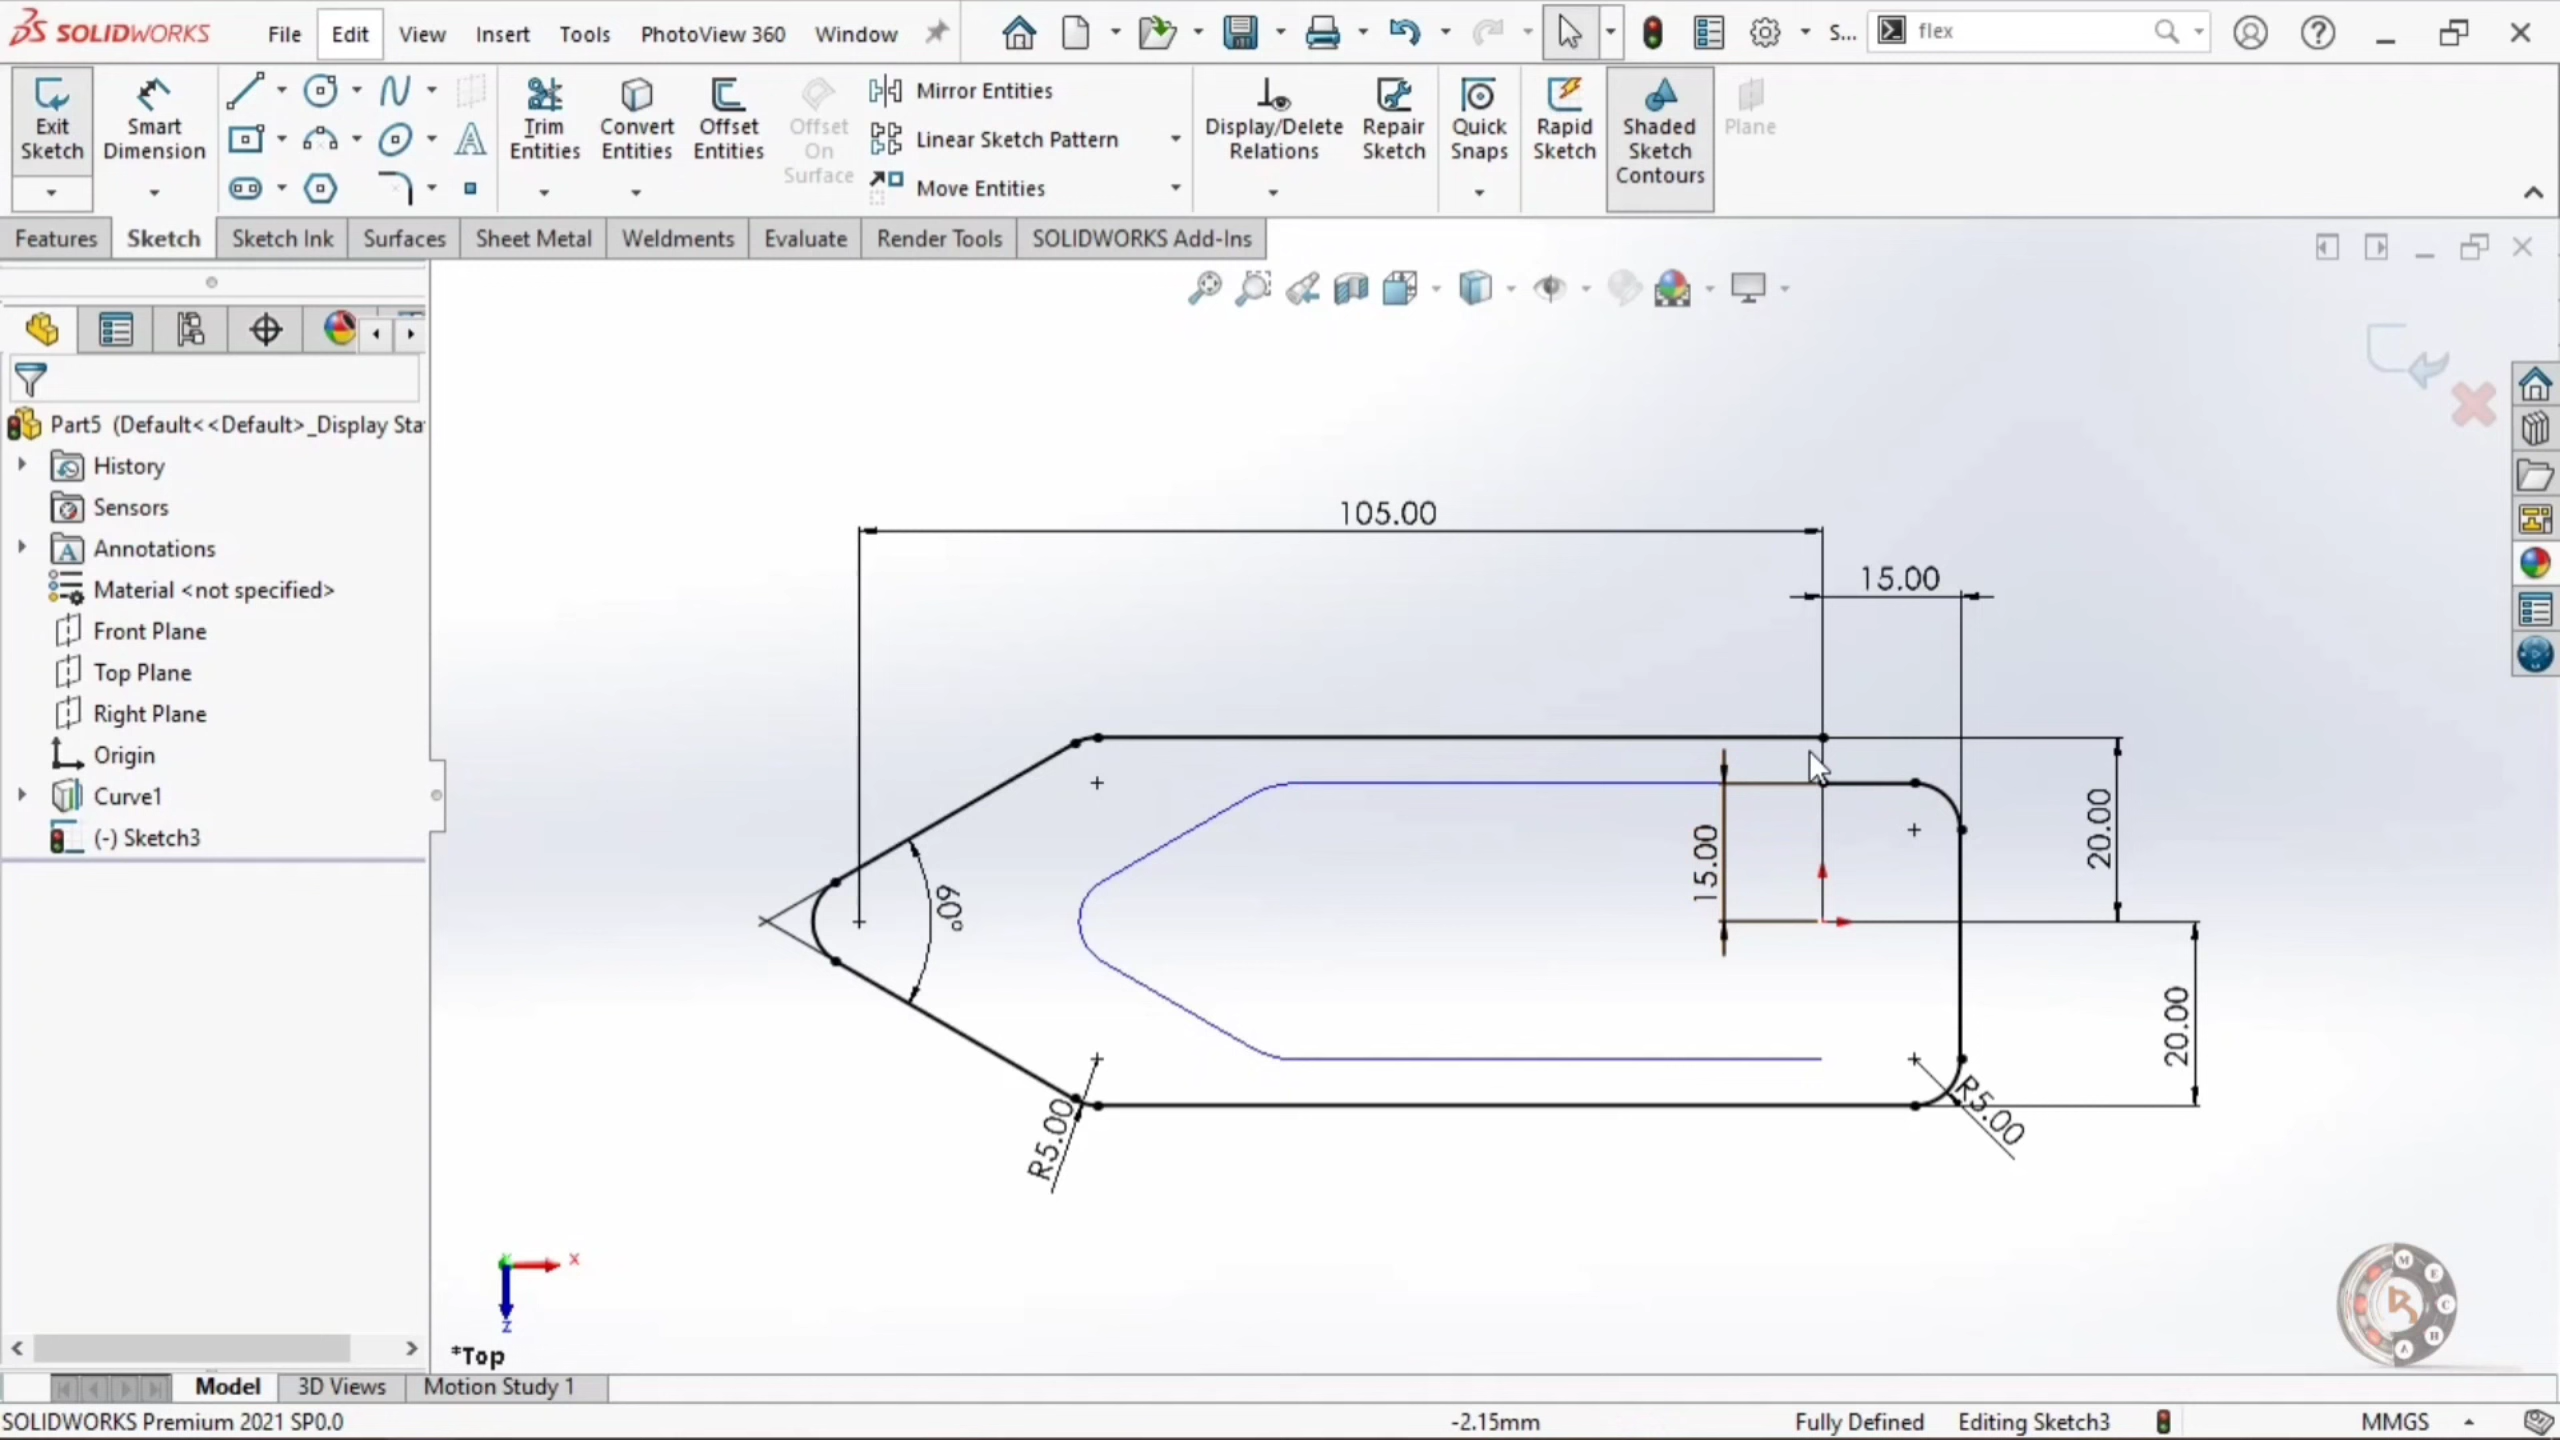 SOLIDWORKS File Edit View Insert Tools PhotoView 360 Window S... flex
Exit Sketch
Smart Dimension
Trim Entities
Convert Entities
Offset Entities
Offset On Surface
Mirror Entities
Linear Sketch Pattern
Move Entities
Display/Delete Relations
Repair Sketch
Quick Snaps
Rapid Sketch
Shaded Sketch Contours
Plane
Features Sketch Sketch Ink Surfaces Sheet Metal Weldments Evaluate Render Tools SOLIDWORKS Add-Ins
Part5 (Default<<Default>_Display Sta
History
Sensors
Annotations
Material <not specified>
Front Plane
Top Plane
Right Plane
Origin
Curve1
(-) Sketch3
105.00
15.00
20.00
15.00
60°
20.00
R5.00
R5.00
X
Z
*Top
M
E
C
H
A
Model 3D Views Motion Study 1
SOLIDWORKS Premium 2021 SP0.0 -2.15mm Fully Defined Editing Sketch3 MMGS